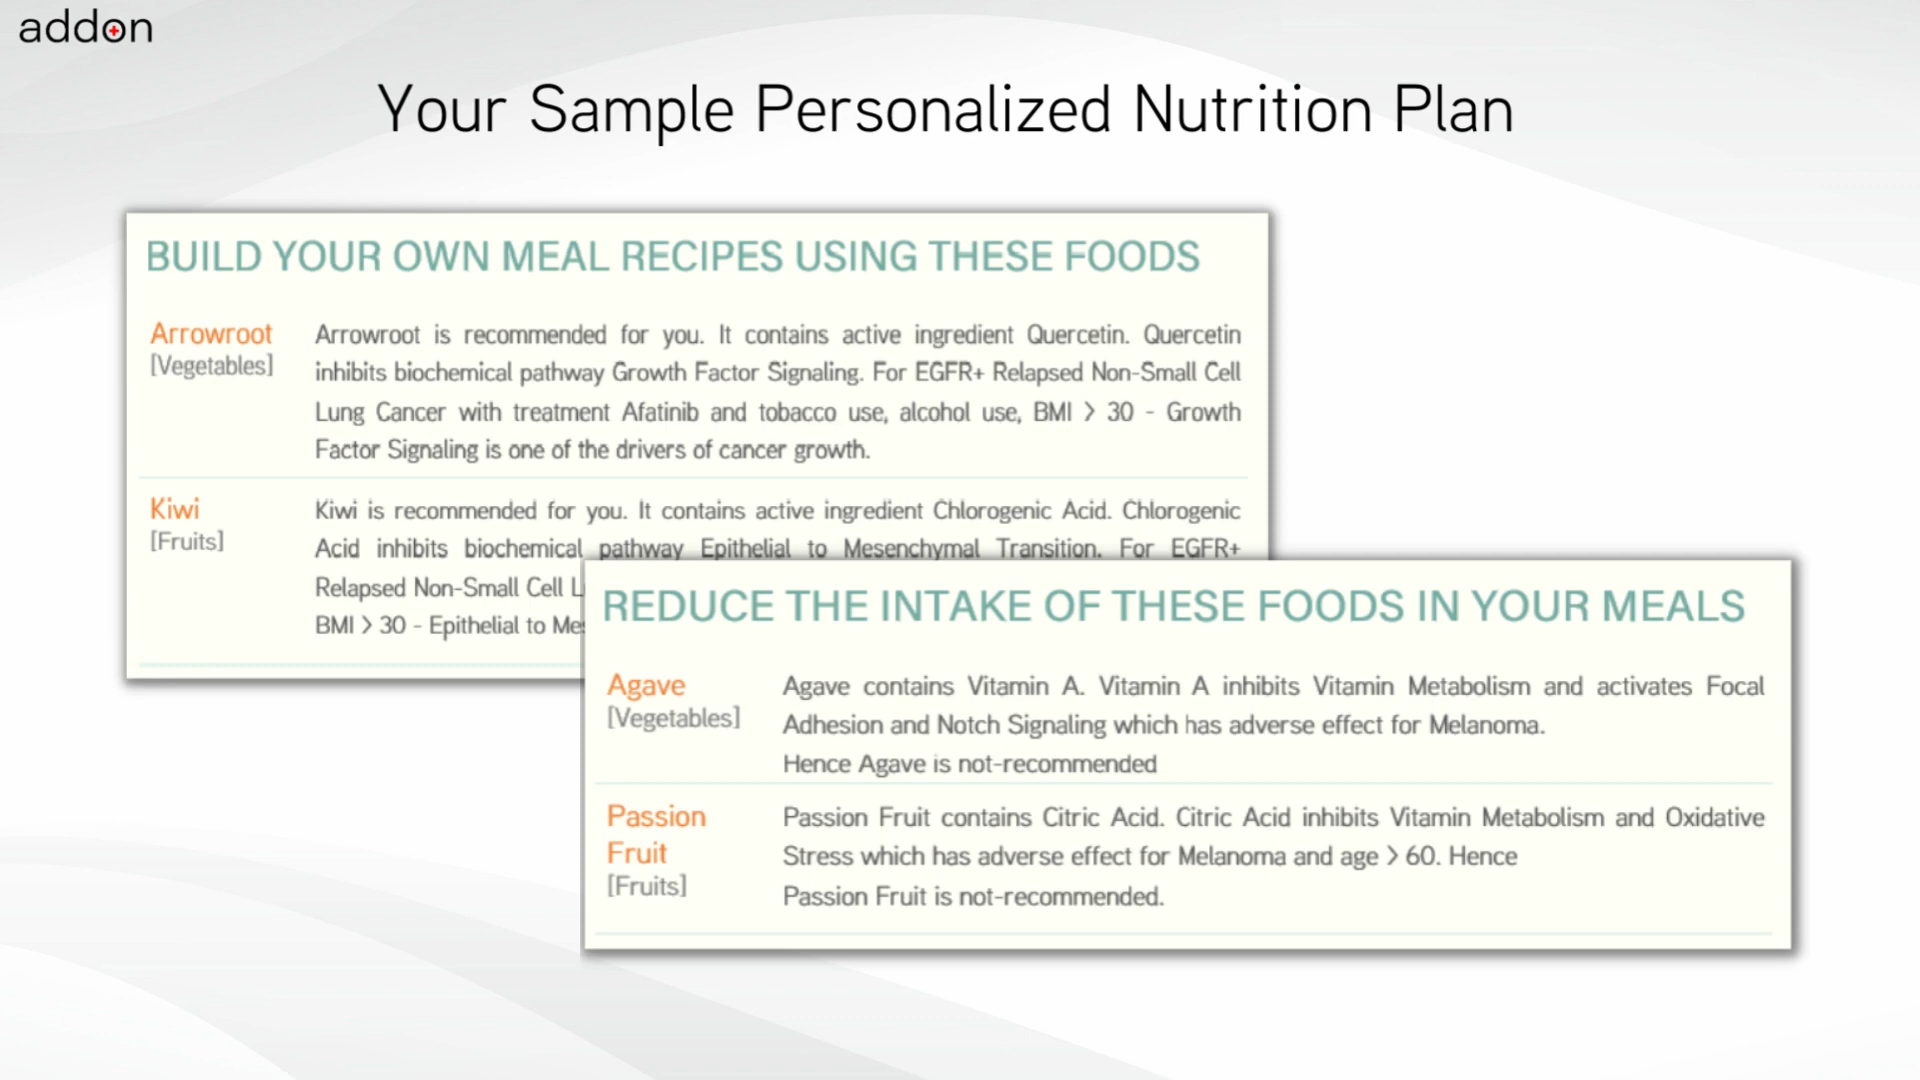 addon
Your Sample Personalized Nutrition Plan
BUILD YOUR OWN MEAL RECIPES USING THESE FOODS
Arrowroot
[Vegetables]
Arrowroot is recommended for you. It contains active ingredient Quercetin. Quercetin
inhibits biochemical pathway Growth Factor Signaling. For EGFR+ Relapsed Non-Small Cell
Lung Cancer with treatment Afatinib and tobacco use, alcohol use, BMI > 30 - Growth
Factor Signaling is one of the drivers of cancer growth.
Kiwi
[Fruits]
Kiwi is recommended for you. It contains active ingredient Chlorogenic Acid. Chlorogenic
Acid inhibits biochemical pathway Epithelial to Mesenchymal Transition. For EGFR+
Relapsed Non-Small Cell
BMI > 30 - Epithelial to
REDUCE THE INTAKE OF THESE FOODS IN YOUR MEALS
Agave
[Vegetables]
Agave contains Vitamin A. Vitamin A inhibits Vitamin Metabolism and activates Focal
Adhesion and Notch Signaling which has adverse effect for Melanoma.
Hence Agave is not-recommended
Passion
Fruit
[Fruits]
Passion Fruit contains Citric Acid. Citric Acid inhibits Vitamin Metabolism and Oxidative
Stress which has adverse effect for Melanoma and age > 60. Hence
Passion Fruit is not-recommended.